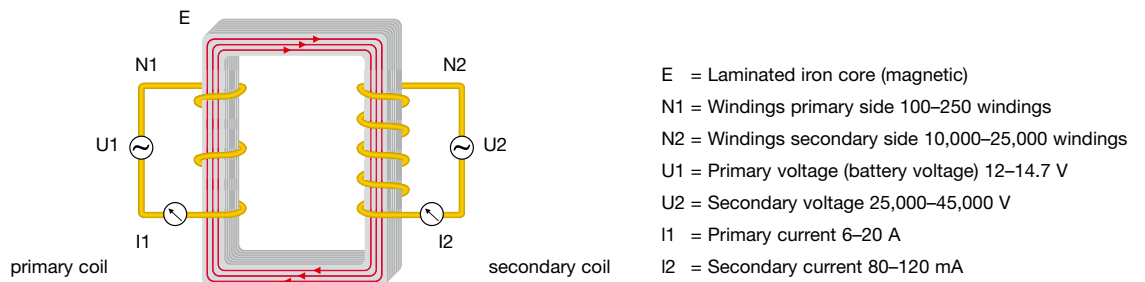 E
N1
N2
U1
U2
I1
I2
primary coil
secondary coil
E = Laminated iron core (magnetic)
N1 = Windings primary side 100–250 windings
N2 = Windings secondary side 10,000–25,000 windings
U1 = Primary voltage (battery voltage) 12–14.7 V
U2 = Secondary voltage 25,000–45,000 V
I1 = Primary current 6–20 A
I2 = Secondary current 80–120 mA